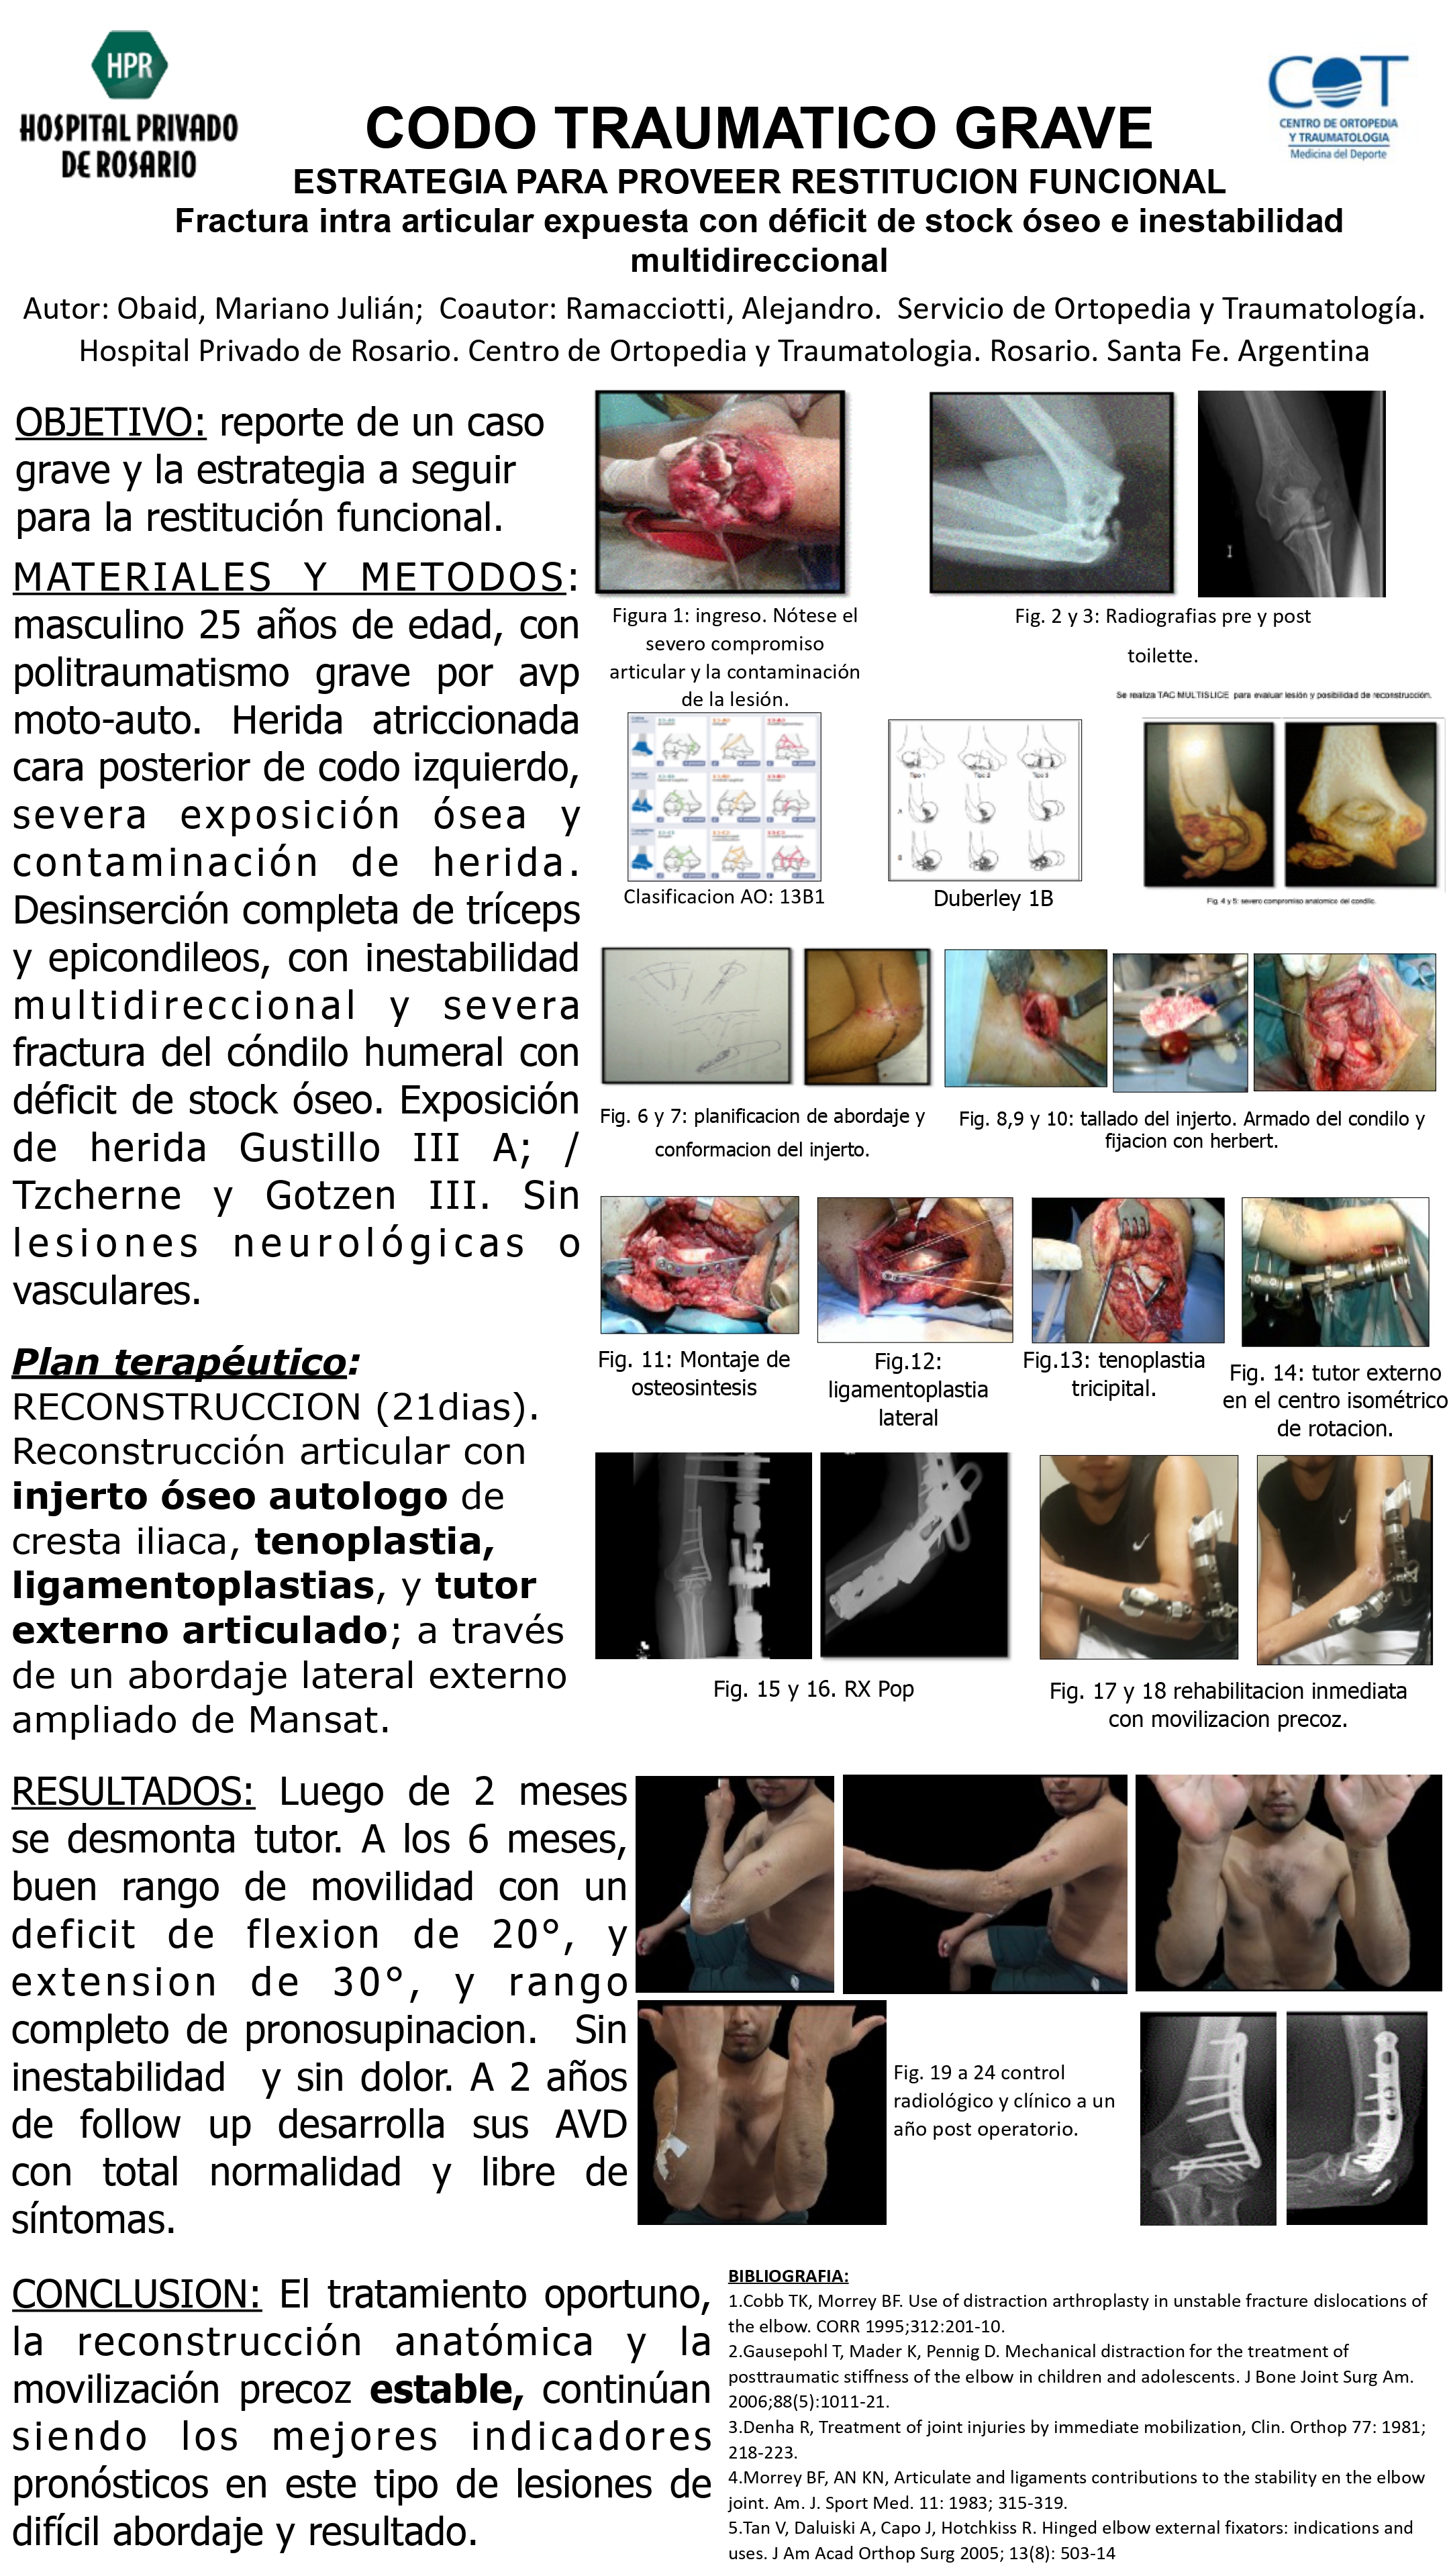 HPR
HOSPITAL PRIVADO
DE ROSARIO
COT
CENTRO DE ORTOPEDIA
Y TRAUMATOLOGIA
Medicina del Deporte
CODO TRAUMATICO GRAVE
ESTRATEGIA PARA PROVEER RESTITUCION FUNCIONAL
Fractura intra articular expuesta con déficit de stock óseo e inestabilidad
multidireccional
Autor: Obaid, Mariano Julián;  Coautor: Ramacciotti, Alejandro.  Servicio de Ortopedia y Traumatología.
Hospital Privado de Rosario. Centro de Ortopedia y Traumatologia. Rosario. Santa Fe. Argentina
OBJETIVO: reporte de un caso
grave y la estrategia a seguir
para la restitución funcional.
MATERIALES Y METODOS:
masculino 25 años de edad, con
politraumatismo grave por avp
moto-auto. Herida atriccionada
cara posterior de codo izquierdo,
severa exposición ósea y
contaminación de herida.
Desinserción completa de tríceps
y epicondileos, con inestabilidad
multidireccional y severa
fractura del cóndilo humeral con
déficit de stock óseo. Exposición
de herida Gustillo III A; /
Tzcherne y Gotzen III. Sin
lesiones neurológicas o
vasculares.
Plan terapéutico:
RECONSTRUCCION (21dias).
Reconstrucción articular con
injerto óseo autologo de
cresta iliaca, tenoplastia,
ligamentoplastias, y tutor
externo articulado; a través
de un abordaje lateral externo
ampliado de Mansat.
RESULTADOS: Luego de 2 meses
se desmonta tutor. A los 6 meses,
buen rango de movilidad con un
deficit de flexion de 20°, y
extension de 30°, y rango
completo de pronosupinacion.  Sin
inestabilidad  y sin dolor. A 2 años
de follow up desarrolla sus AVD
con total normalidad y libre de
síntomas.
CONCLUSION: El tratamiento oportuno,
la reconstrucción anatómica y la
movilización precoz estable, continúan
siendo los mejores indicadores
pronósticos en este tipo de lesiones de
difícil abordaje y resultado.
Figura 1: ingreso. Nótese el
severo compromiso
articular y la contaminación
de la lesión.
Fig. 2 y 3: Radiografias pre y post
toilette.
Se realiza TAC MULTISLICE para evaluar lesión y posibilidad de reconstrucción.
Tipo 1
Tipo 2
Tipo 3
A
B
Clasificacion AO: 13B1
Duberley 1B
Fig. 4 y 5: severo compromiso anatomico del condilo.
Fig. 6 y 7: planificacion de abordaje y
conformacion del injerto.
Fig. 8,9 y 10: tallado del injerto. Armado del condilo y
fijacion con herbert.
Fig. 11: Montaje de
osteosintesis
Fig.12:
ligamentoplastia
lateral
Fig.13: tenoplastia
tricipital.
Fig. 14: tutor externo
en el centro isométrico
de rotacion.
Fig. 15 y 16. RX Pop
Fig. 17 y 18 rehabilitacion inmediata
con movilizacion precoz.
Fig. 19 a 24 control
radiológico y clínico a un
año post operatorio.
BIBLIOGRAFIA:
1.Cobb TK, Morrey BF. Use of distraction arthroplasty in unstable fracture dislocations of
the elbow. CORR 1995;312:201-10.
2.Gausepohl T, Mader K, Pennig D. Mechanical distraction for the treatment of
posttraumatic stiffness of the elbow in children and adolescents. J Bone Joint Surg Am.
2006;88(5):1011-21.
3.Denha R, Treatment of joint injuries by immediate mobilization, Clin. Orthop 77: 1981;
218-223.
4.Morrey BF, AN KN, Articulate and ligaments contributions to the stability en the elbow
joint. Am. J. Sport Med. 11: 1983; 315-319.
5.Tan V, Daluiski A, Capo J, Hotchkiss R. Hinged elbow external fixators: indications and
uses. J Am Acad Orthop Surg 2005; 13(8): 503-14